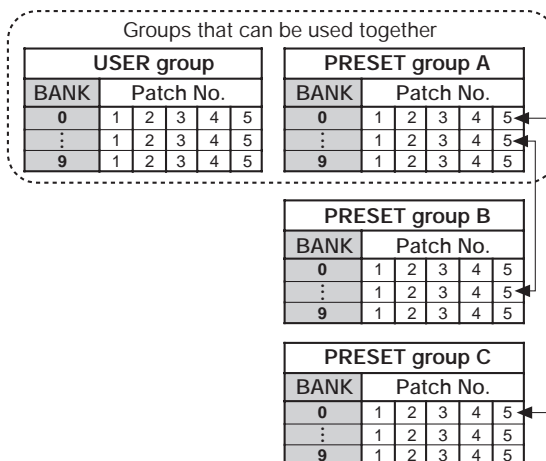 Groups that can be used together
USER group
BANK Patch No.
0 1 2 3 4 5
⋮ 1 2 3 4 5
9 1 2 3 4 5
PRESET group A
BANK Patch No.
0 1 2 3 4 5
⋮ 1 2 3 4 5
9 1 2 3 4 5
PRESET group B
BANK Patch No.
0 1 2 3 4 5
⋮ 1 2 3 4 5
9 1 2 3 4 5
PRESET group C
BANK Patch No.
0 1 2 3 4 5
⋮ 1 2 3 4 5
9 1 2 3 4 5